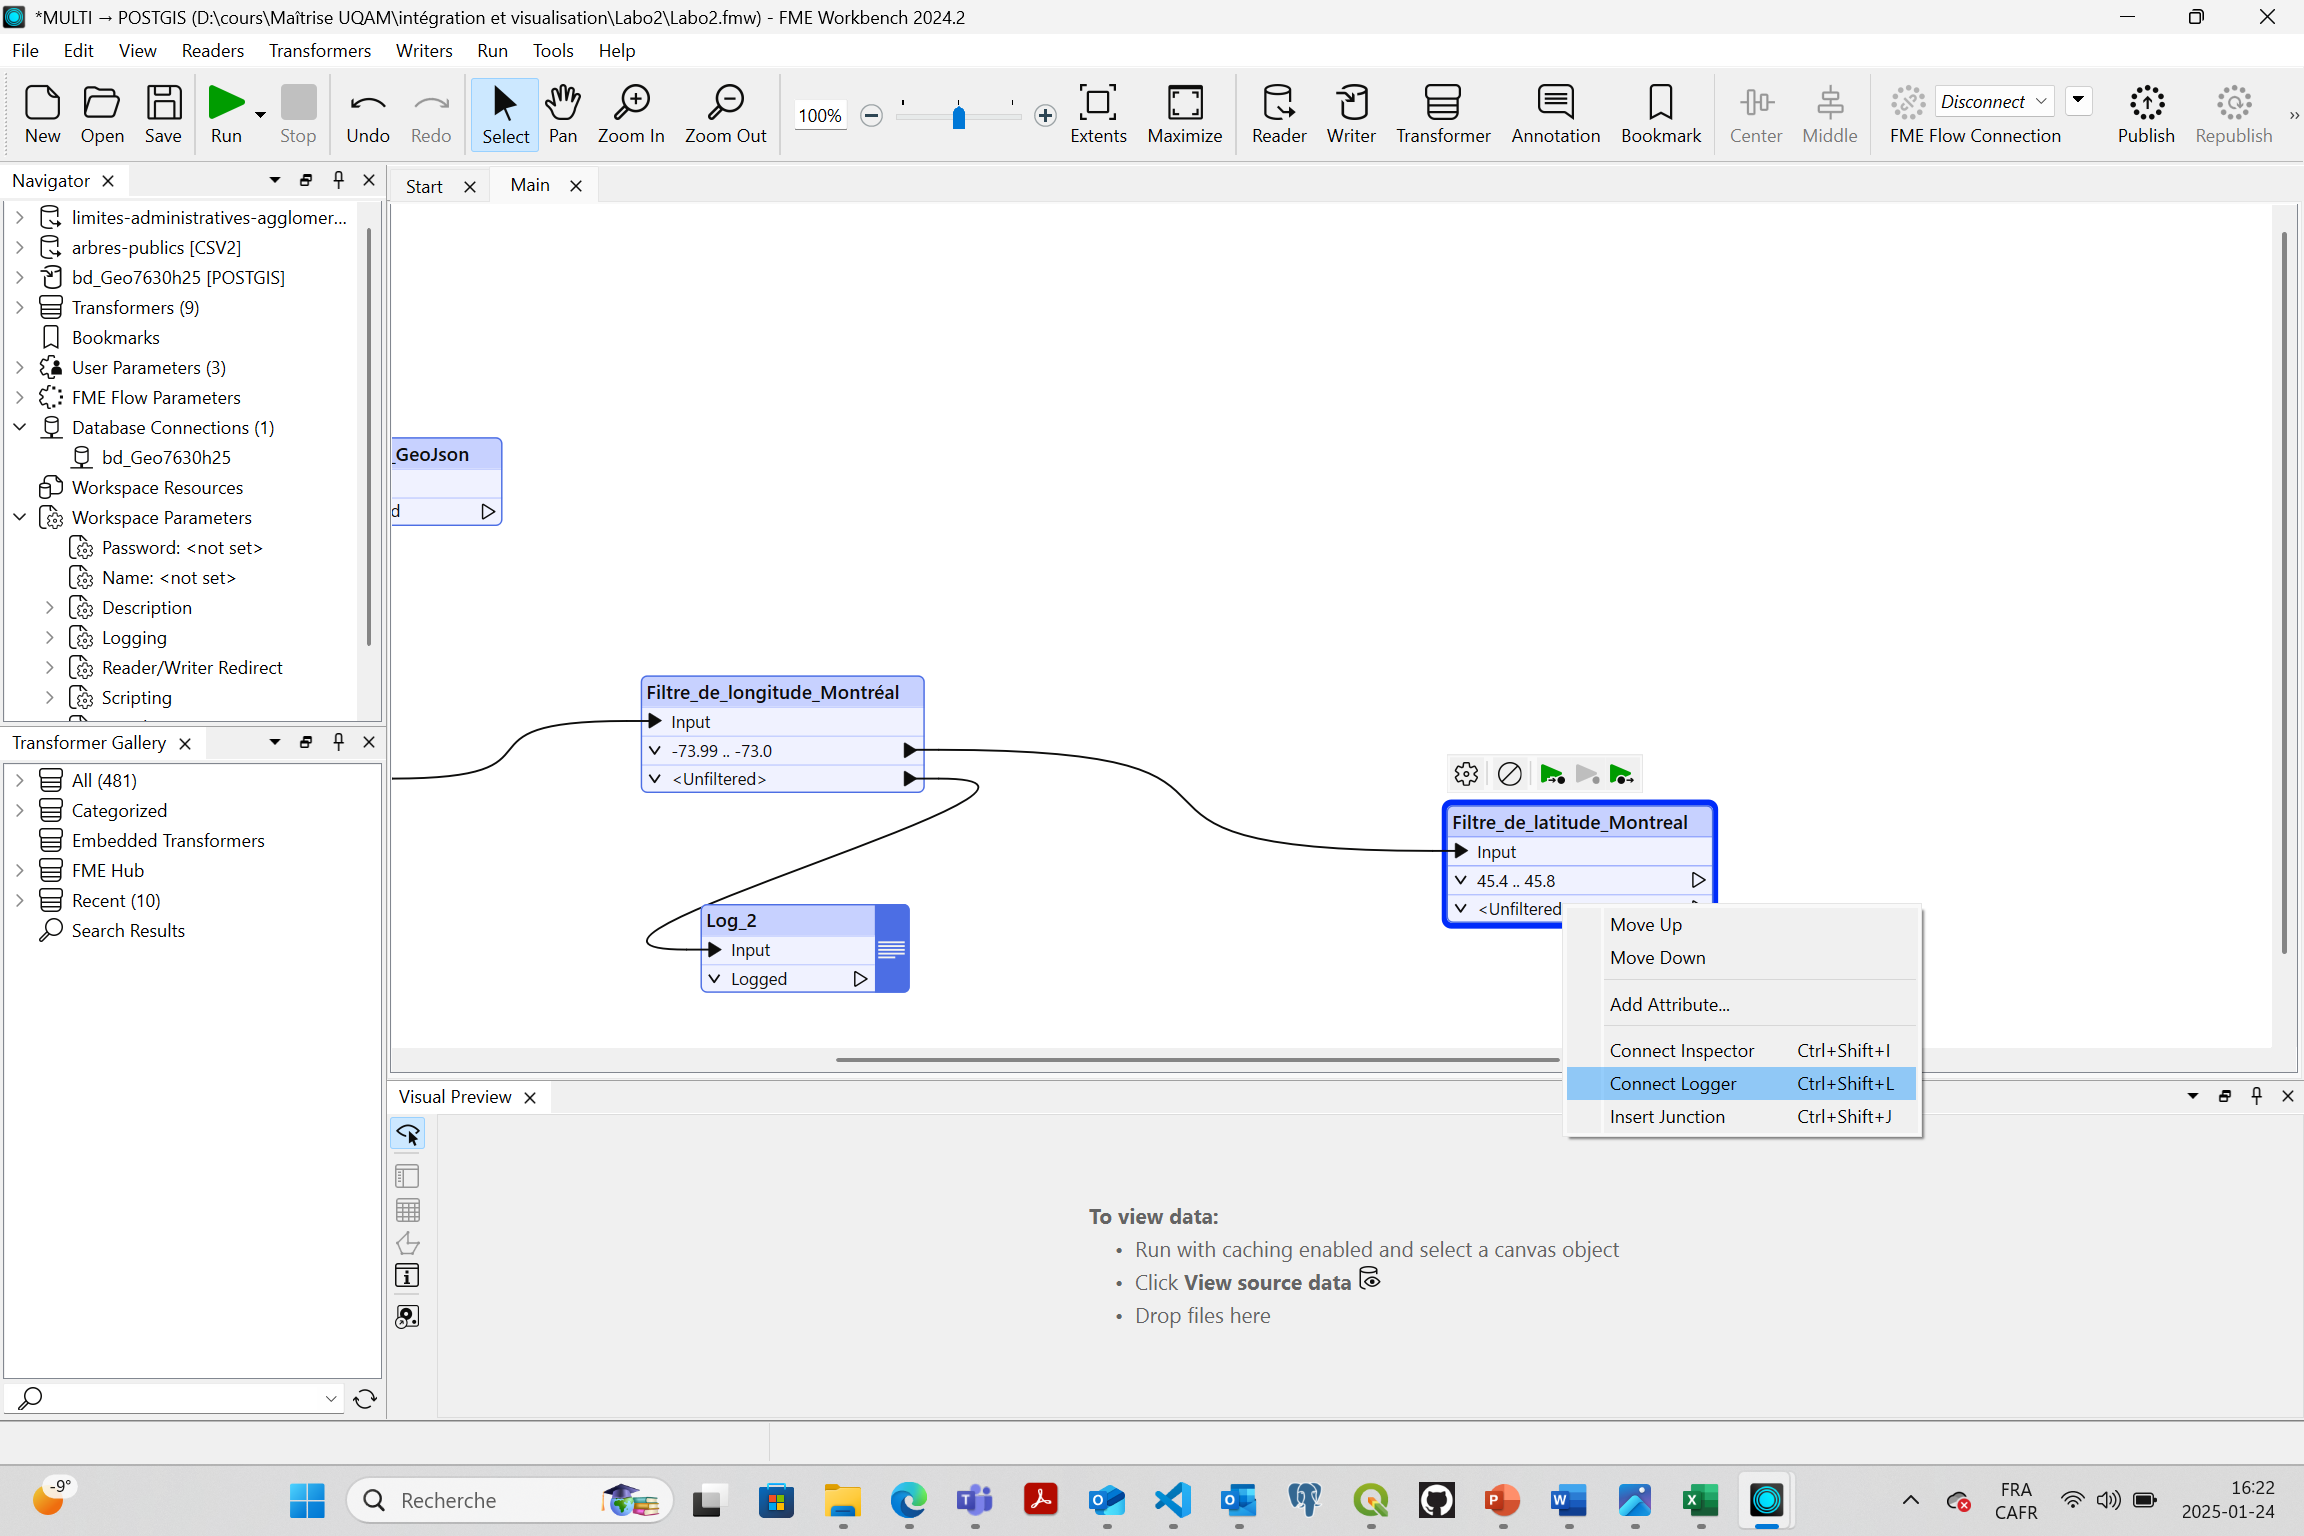 *MULTI → POSTGIS (D:\cours\Maîtrise UQAM\intégration et visualisation\Labo2\Labo2.fmw) - FME Workbench 2024.2
File Edit View Readers Transformers Writers Run Tools Help
New Open Save Run Stop Undo Redo Select Pan Zoom In Zoom Out 100% Extents Maximize Reader Writer Transformer Annotation Bookmark Center Middle Disconnect FME Flow Connection Publish Republish
Navigator
limites-administratives-agglomer...
arbres-publics [CSV2]
bd_Geo7630h25 [POSTGIS]
Transformers (9)
Bookmarks
User Parameters (3)
FME Flow Parameters
Database Connections (1)
bd_Geo7630h25
Workspace Resources
Workspace Parameters
Password: <not set>
Name: <not set>
Description
Logging
Reader/Writer Redirect
Scripting
Transformer Gallery
All (481)
Categorized
Embedded Transformers
FME Hub
Recent (10)
Search Results
Start Main
_GeoJson
d
Filtre_de_longitude_Montréal
Input
-73.99 .. -73.0
<Unfiltered>
Log_2
Input
Logged
Filtre_de_latitude_Montreal
Input
45.4 .. 45.8
<Unfiltered
Move Up
Move Down
Add Attribute...
Connect Inspector Ctrl+Shift+I
Connect Logger Ctrl+Shift+L
Insert Junction Ctrl+Shift+J
Visual Preview
To view data:
• Run with caching enabled and select a canvas object
• Click View source data
• Drop files here
-9°
Recherche
FRA
CAFR
16:22
2025-01-24